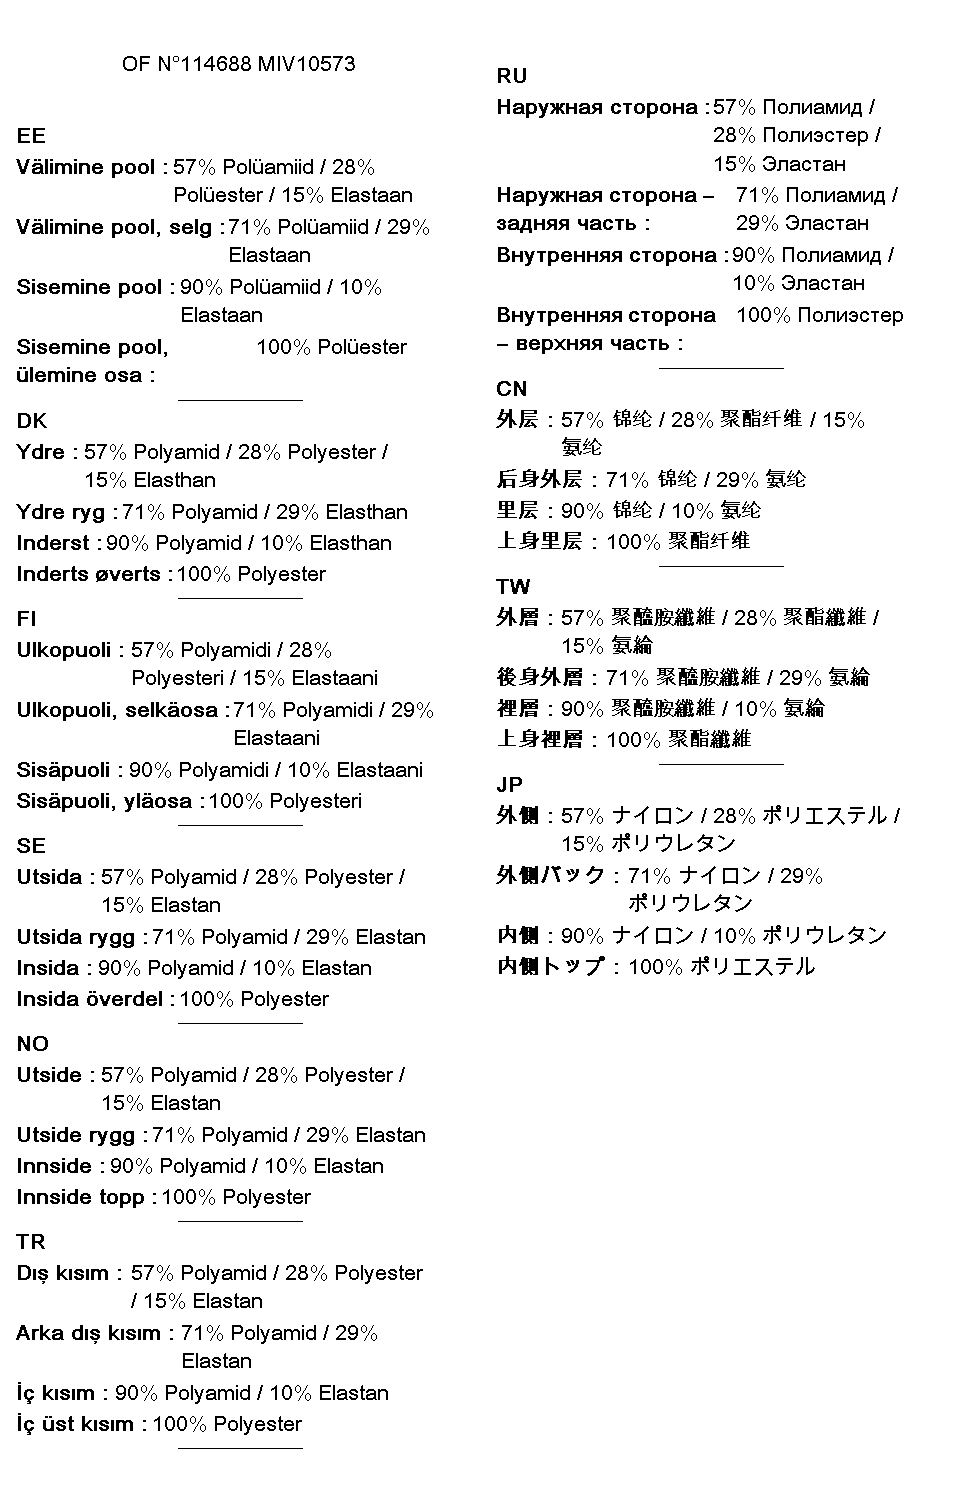 OF N°114688 MIV10573
EE
Välimine pool : 57% Polüamiid / 28%
Polüester / 15% Elastaan
Välimine pool, selg : 71% Polüamiid / 29%
Elastaan
Sisemine pool : 90% Polüamiid / 10%
Elastaan
Sisemine pool, 100% Polüester
ülemine osa :
DK
Ydre : 57% Polyamid / 28% Polyester /
15% Elasthan
Ydre ryg : 71% Polyamid / 29% Elasthan
Inderst : 90% Polyamid / 10% Elasthan
Inderts øverts : 100% Polyester
FI
Ulkopuoli : 57% Polyamidi / 28%
Polyesteri / 15% Elastaani
Ulkopuoli, selkäosa : 71% Polyamidi / 29%
Elastaani
Sisäpuoli : 90% Polyamidi / 10% Elastaani
Sisäpuoli, yläosa : 100% Polyesteri
SE
Utsida : 57% Polyamid / 28% Polyester /
15% Elastan
Utsida rygg : 71% Polyamid / 29% Elastan
Insida : 90% Polyamid / 10% Elastan
Insida överdel : 100% Polyester
NO
Utside : 57% Polyamid / 28% Polyester /
15% Elastan
Utside rygg : 71% Polyamid / 29% Elastan
Innside : 90% Polyamid / 10% Elastan
Innside topp : 100% Polyester
TR
Dış kısım : 57% Polyamid / 28% Polyester
/ 15% Elastan
Arka dış kısım : 71% Polyamid / 29%
Elastan
İç kısım : 90% Polyamid / 10% Elastan
İç üst kısım : 100% Polyester
RU
Наружная сторона : 57% Полиамид /
28% Полиэстер /
15% Эластан
Наружная сторона – 71% Полиамид /
задняя часть : 29% Эластан
Внутренняя сторона : 90% Полиамид /
10% Эластан
Внутренняя сторона 100% Полиэстер
– верхняя часть :
CN
外层 : 57% 锦纶 / 28% 聚酯纤维 / 15%
氨纶
后身外层 : 71% 锦纶 / 29% 氨纶
里层 : 90% 锦纶 / 10% 氨纶
上身里层 : 100% 聚酯纤维
TW
外層 : 57% 聚醯胺纖維 / 28% 聚酯纖維 /
15% 氨綸
後身外層 : 71% 聚醯胺纖維 / 29% 氨綸
裡層 : 90% 聚醯胺纖維 / 10% 氨綸
上身裡層 : 100% 聚酯纖維
JP
外側 : 57% ナイロン / 28% ポリエステル /
15% ポリウレタン
外側バック : 71% ナイロン / 29%
ポリウレタン
内側 : 90% ナイロン / 10% ポリウレタン
内側トップ : 100% ポリエステル